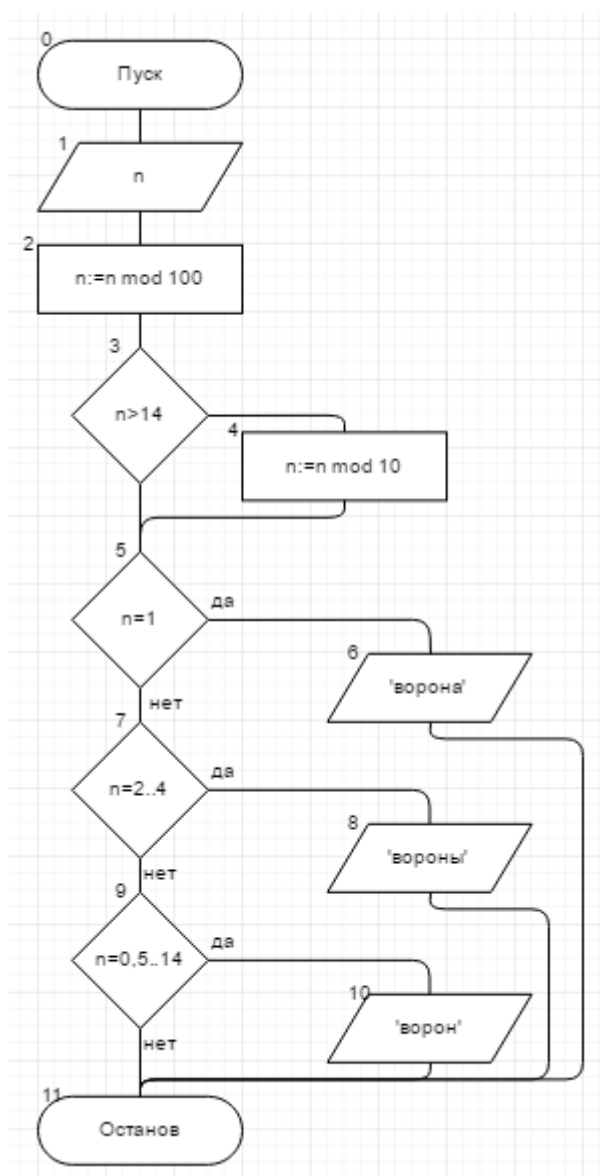 0
Пуск
1
n
2
n:=n mod 100
3
n>14
4
n:=n mod 10
5
n=1
да
6
'ворона'
нет
7
n=2..4
да
8
'вороны'
нет
9
n=0,5..14
да
10
'ворон'
нет
11
Останов